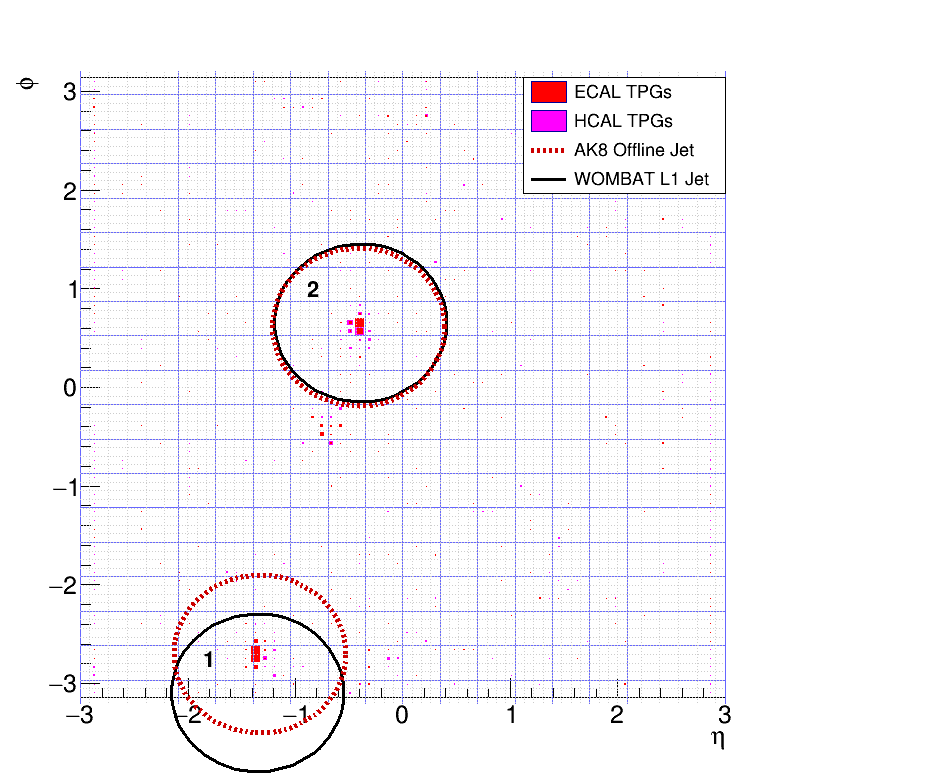 ϕ
3
ECAL TPGs
HCAL TPGs
AK8 Offline Jet
WOMBAT L1 Jet
2
1
2
0
−1
−2
1
−3
−3 −2 −1 0 1 2 3
η